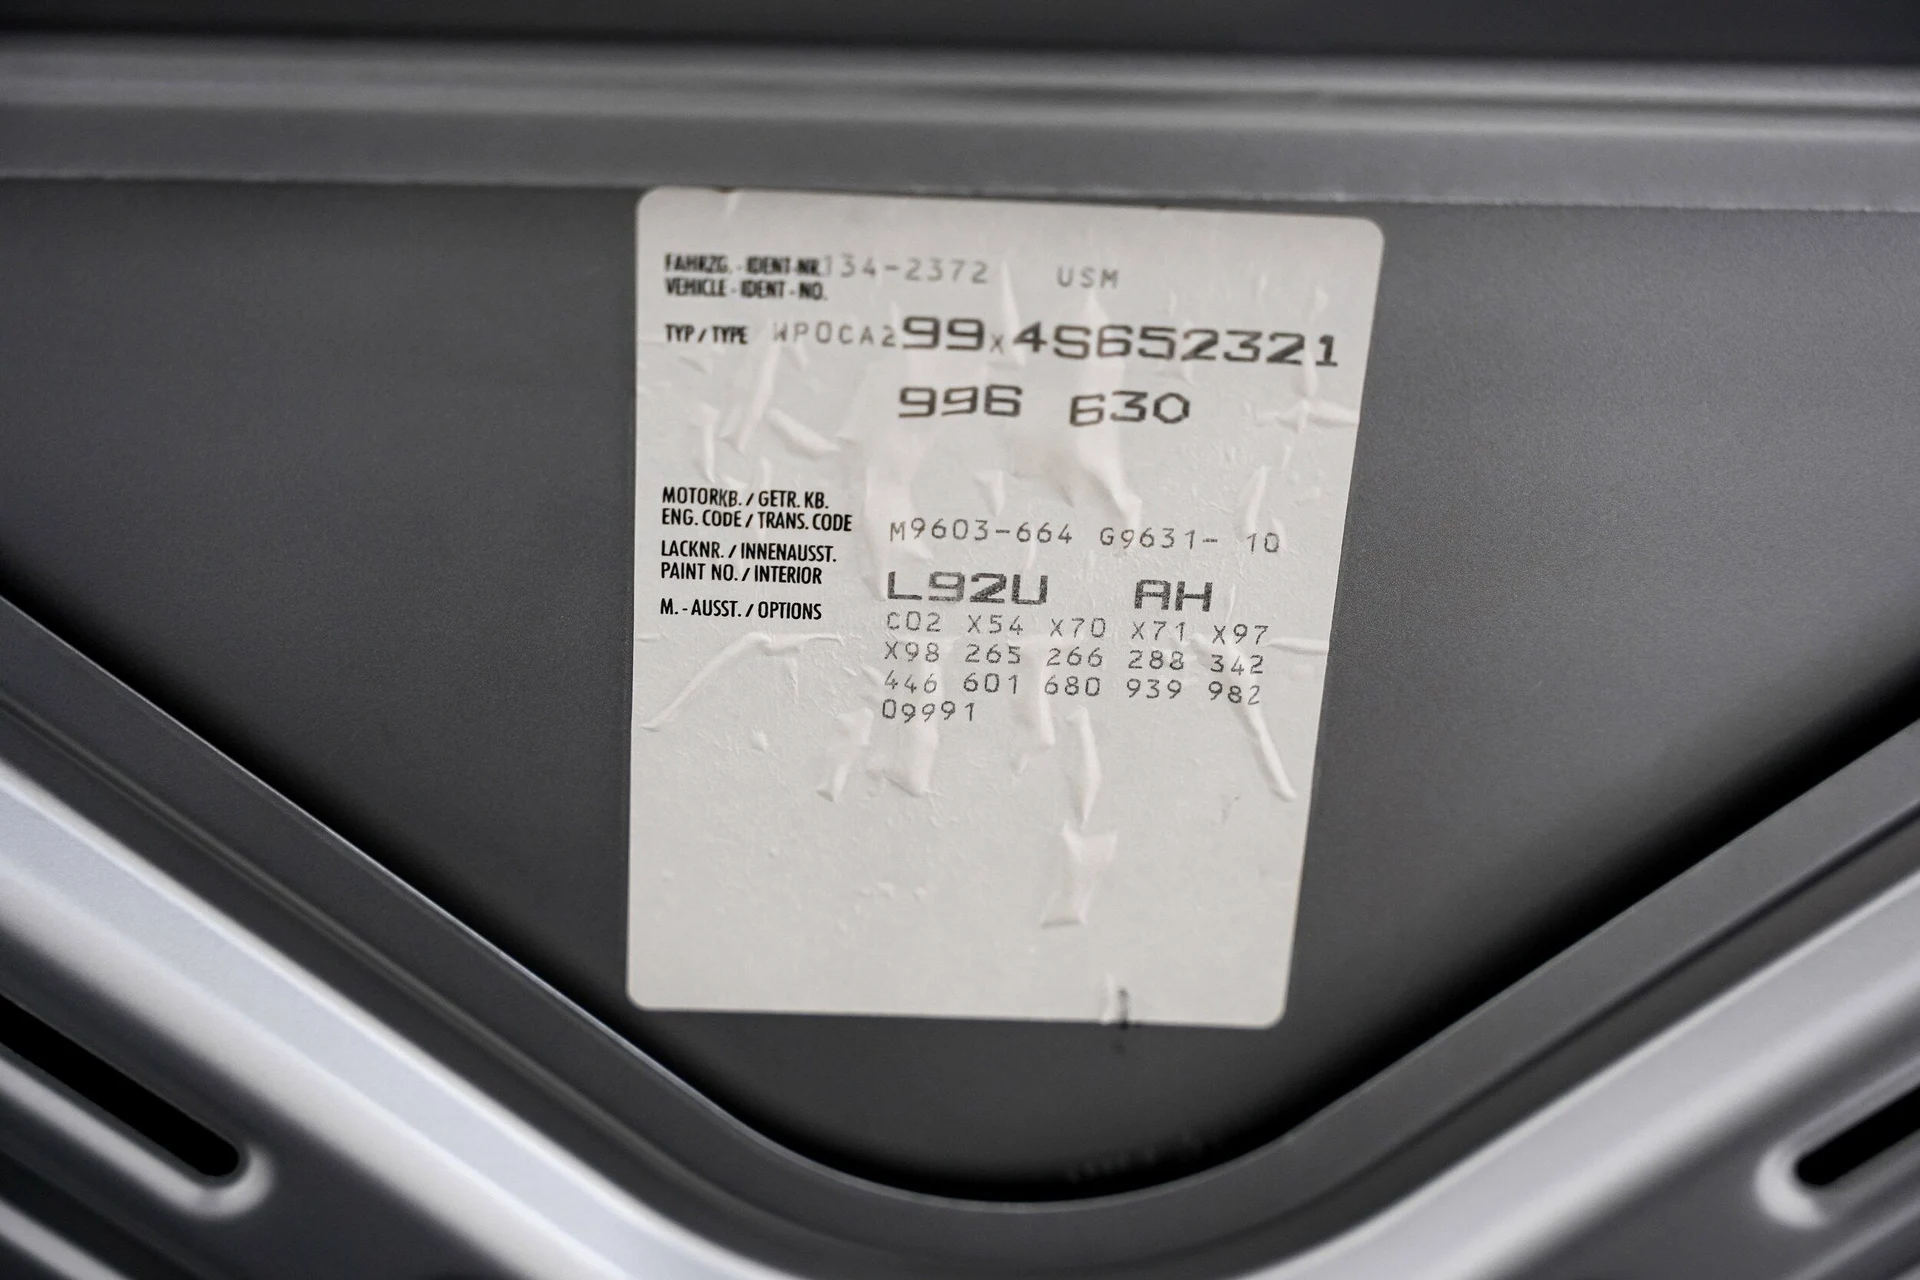 FAHRZG. - IDENT-NR. 134-2372 USM
VEHICLE - IDENT - NO.
TYP / TYPE WP0CA299X4S652321
996 630
MOTORKB. / GETR. KB.
ENG. CODE / TRANS. CODE M9603-664 G9631- 10
LACKNR. / INNENAUSST.
PAINT NO. / INTERIOR L92U AH
M. - AUSST. / OPTIONS C02 X54 X70 X71 X97
X98 265 266 288 342
446 601 680 939 982
09991